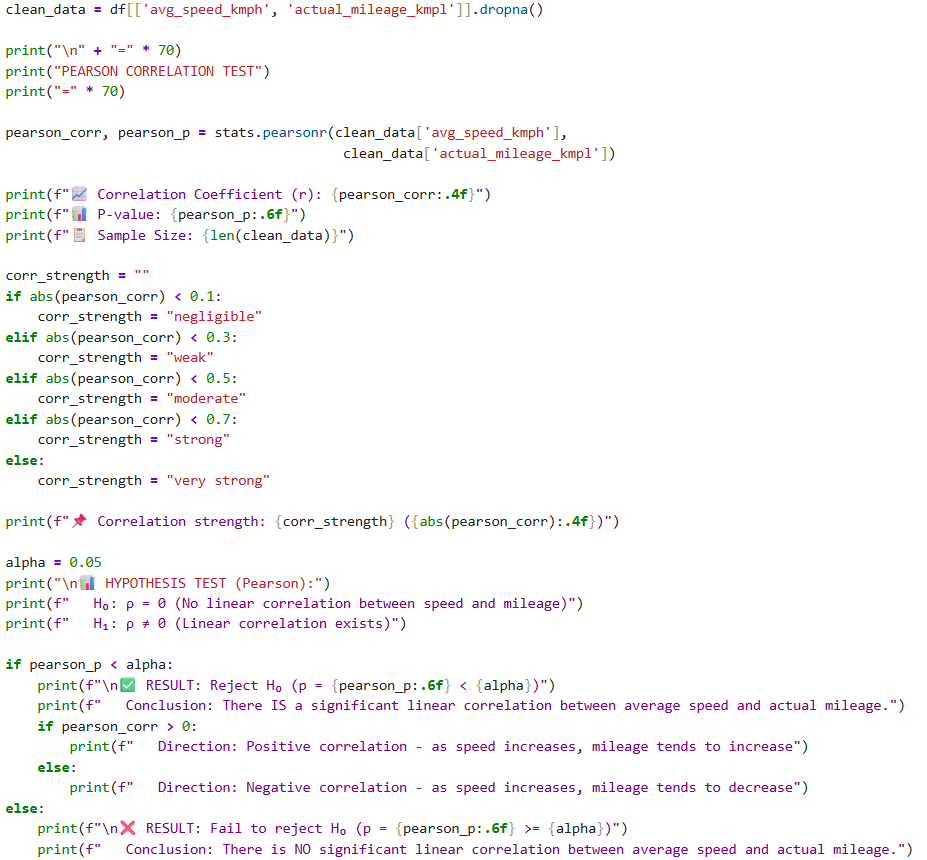 clean_data = df[['avg_speed_kmph', 'actual_mileage_kmpl']].dropna()
print("\n" + "=" * 70)
print("PEARSON CORRELATION TEST")
print("=" * 70)
pearson_corr, pearson_p = stats.pearsonr(clean_data['avg_speed_kmph'],
                                          clean_data['actual_mileage_kmpl'])
print(f"📈 Correlation Coefficient (r): {pearson_corr:.4f}")
print(f"📊 P-value: {pearson_p:.6f}")
print(f"📋 Sample Size: {len(clean_data)}")
corr_strength = ""
if abs(pearson_corr) < 0.1:
    corr_strength = "negligible"
elif abs(pearson_corr) < 0.3:
    corr_strength = "weak"
elif abs(pearson_corr) < 0.5:
    corr_strength = "moderate"
elif abs(pearson_corr) < 0.7:
    corr_strength = "strong"
else:
    corr_strength = "very strong"
print(f"📌 Correlation strength: {corr_strength} ({abs(pearson_corr):.4f})")
alpha = 0.05
print("\n📊 HYPOTHESIS TEST (Pearson):")
print(f"   H₀: ρ = 0 (No linear correlation between speed and mileage)")
print(f"   H₁: ρ ≠ 0 (Linear correlation exists)")
if pearson_p < alpha:
    print(f"\n✅ RESULT: Reject H₀ (p = {pearson_p:.6f} < {alpha})")
    print(f"   Conclusion: There IS a significant linear correlation between average speed and actual mileage.")
    if pearson_corr > 0:
        print(f"   Direction: Positive correlation - as speed increases, mileage tends to increase")
    else:
        print(f"   Direction: Negative correlation - as speed increases, mileage tends to decrease")
else:
    print(f"\n❌ RESULT: Fail to reject H₀ (p = {pearson_p:.6f} >= {alpha})")
    print(f"   Conclusion: There is NO significant linear correlation between average speed and actual mileage.")